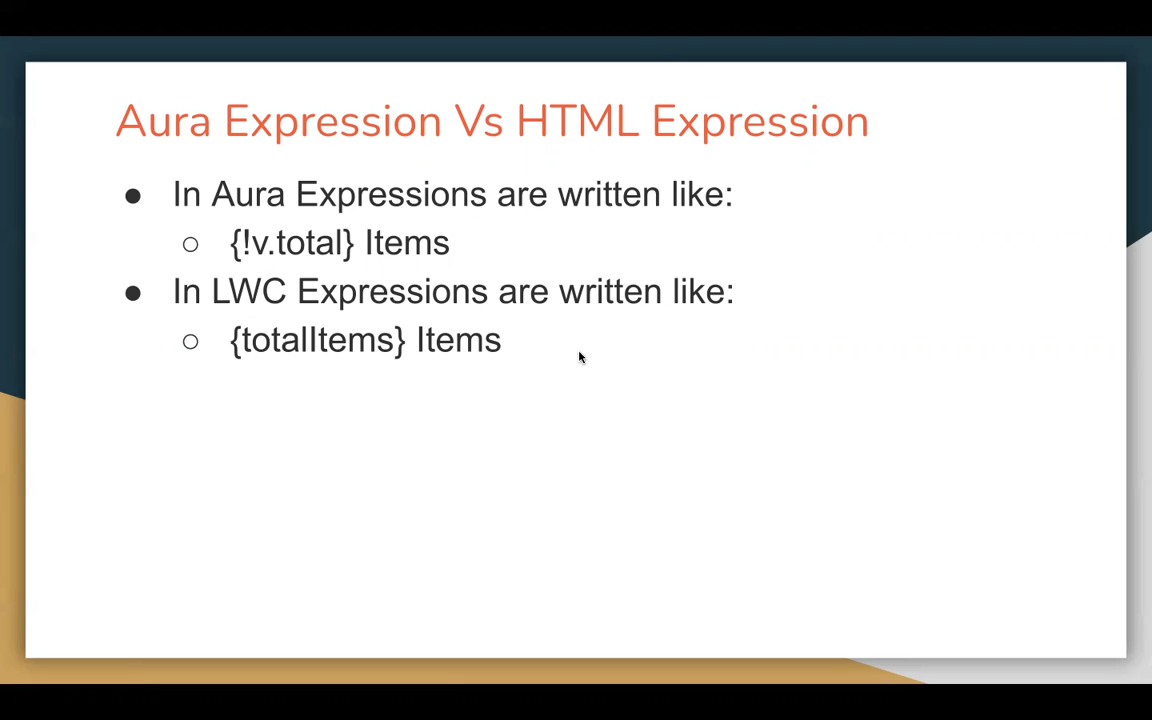 Aura Expression Vs HTML Expression
● In Aura Expressions are written like:
○ {!v.total} Items
● In LWC Expressions are written like:
○ {totalItems} Items